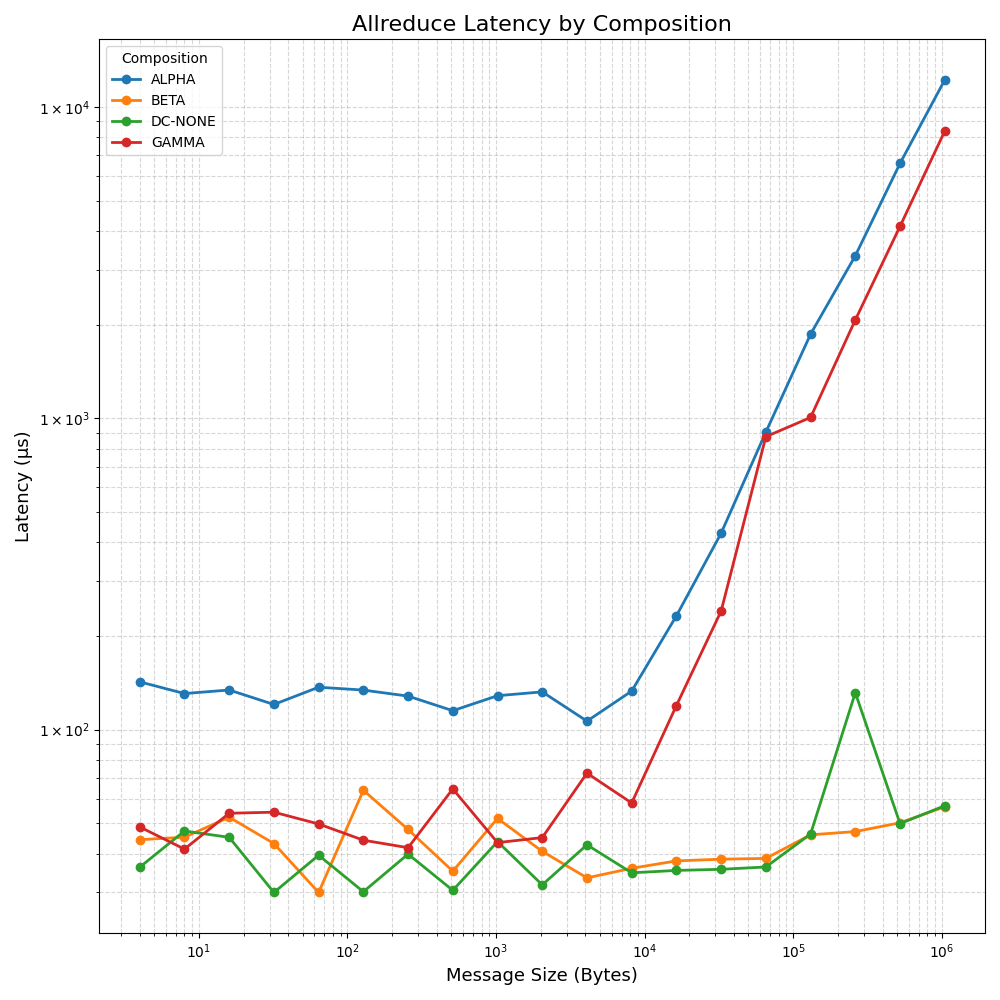 Allreduce Latency by Composition
Composition
ALPHA
BETA
DC-NONE
GAMMA
Latency (µs)
1 × 10⁴
1 × 10³
1 × 10²
10¹ 10² 10³ 10⁴ 10⁵ 10⁶
Message Size (Bytes)